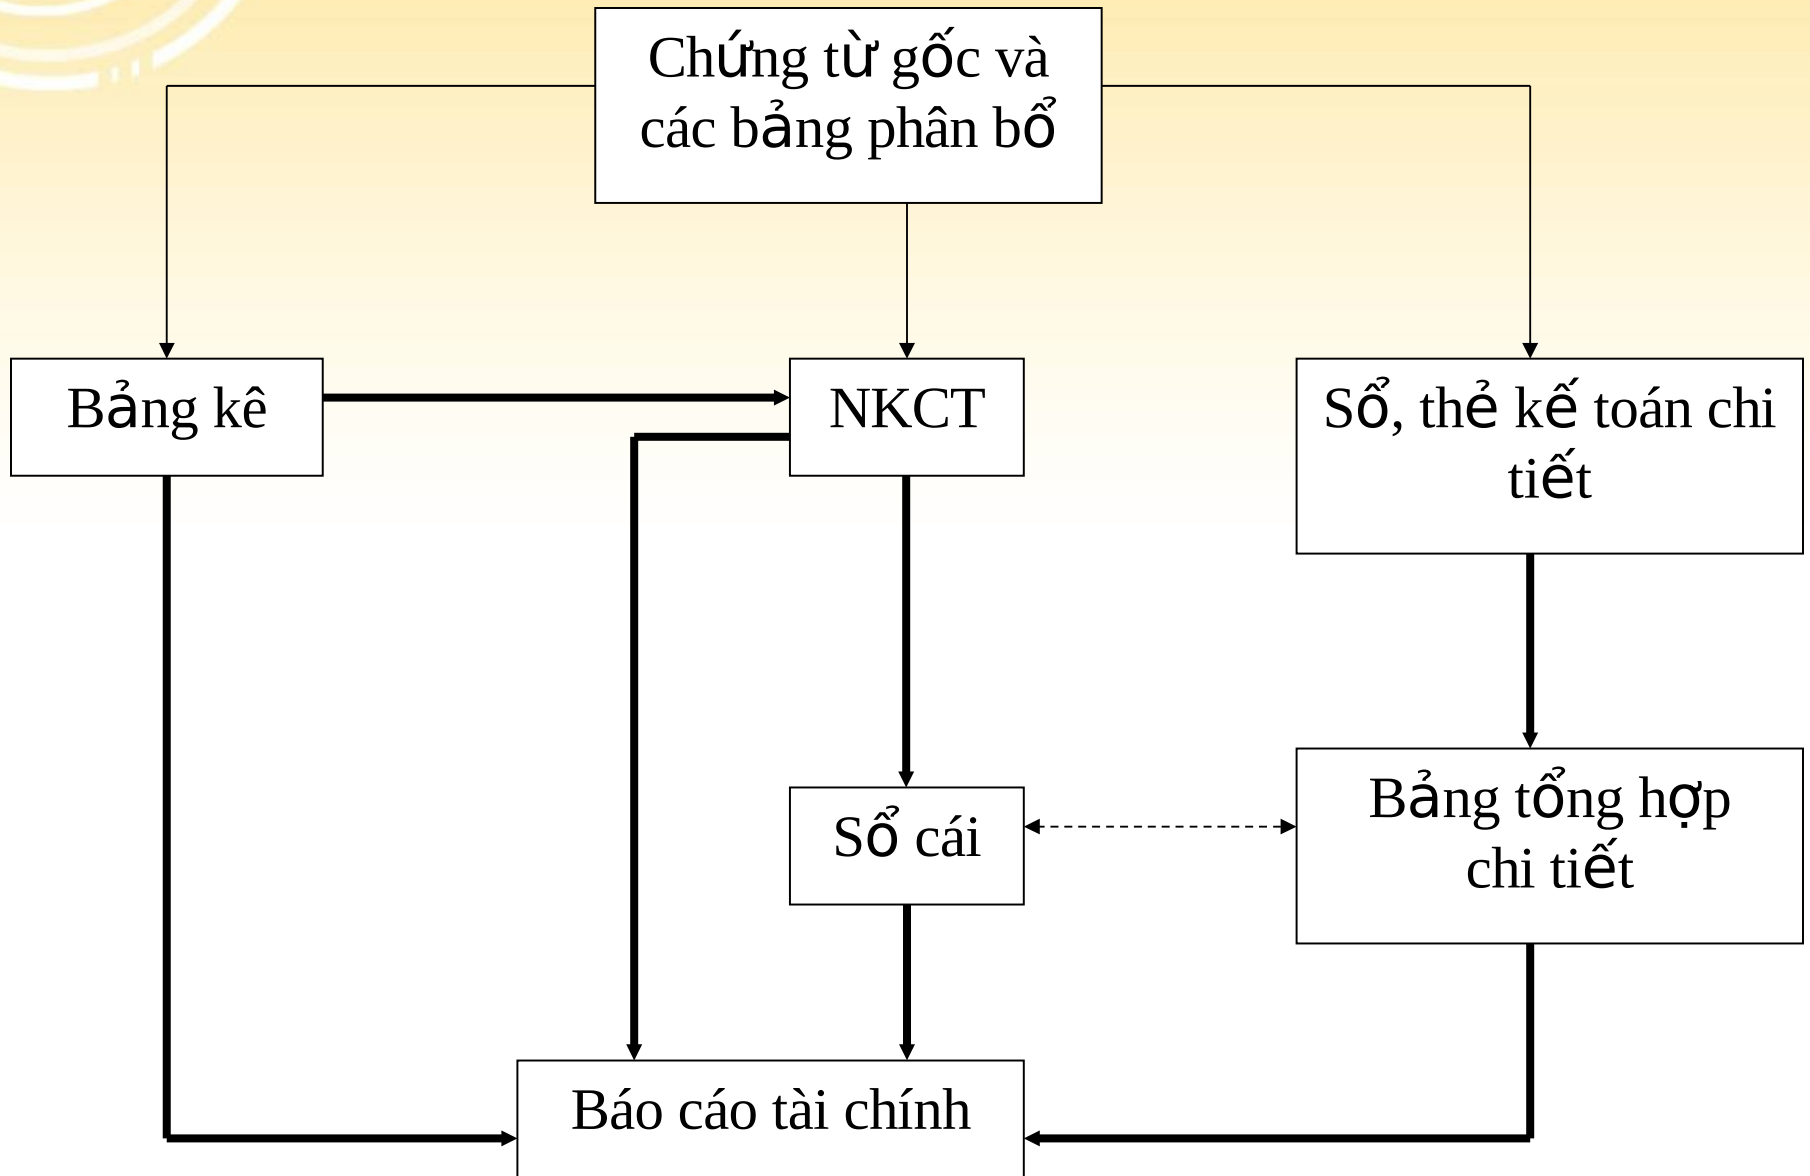 Chứng từ gốc và
các bảng phân bổ
Bảng kê
NKCT
Sổ, thẻ kế toán chi
tiết
Sổ cái
Bảng tổng hợp
chi tiết
Báo cáo tài chính